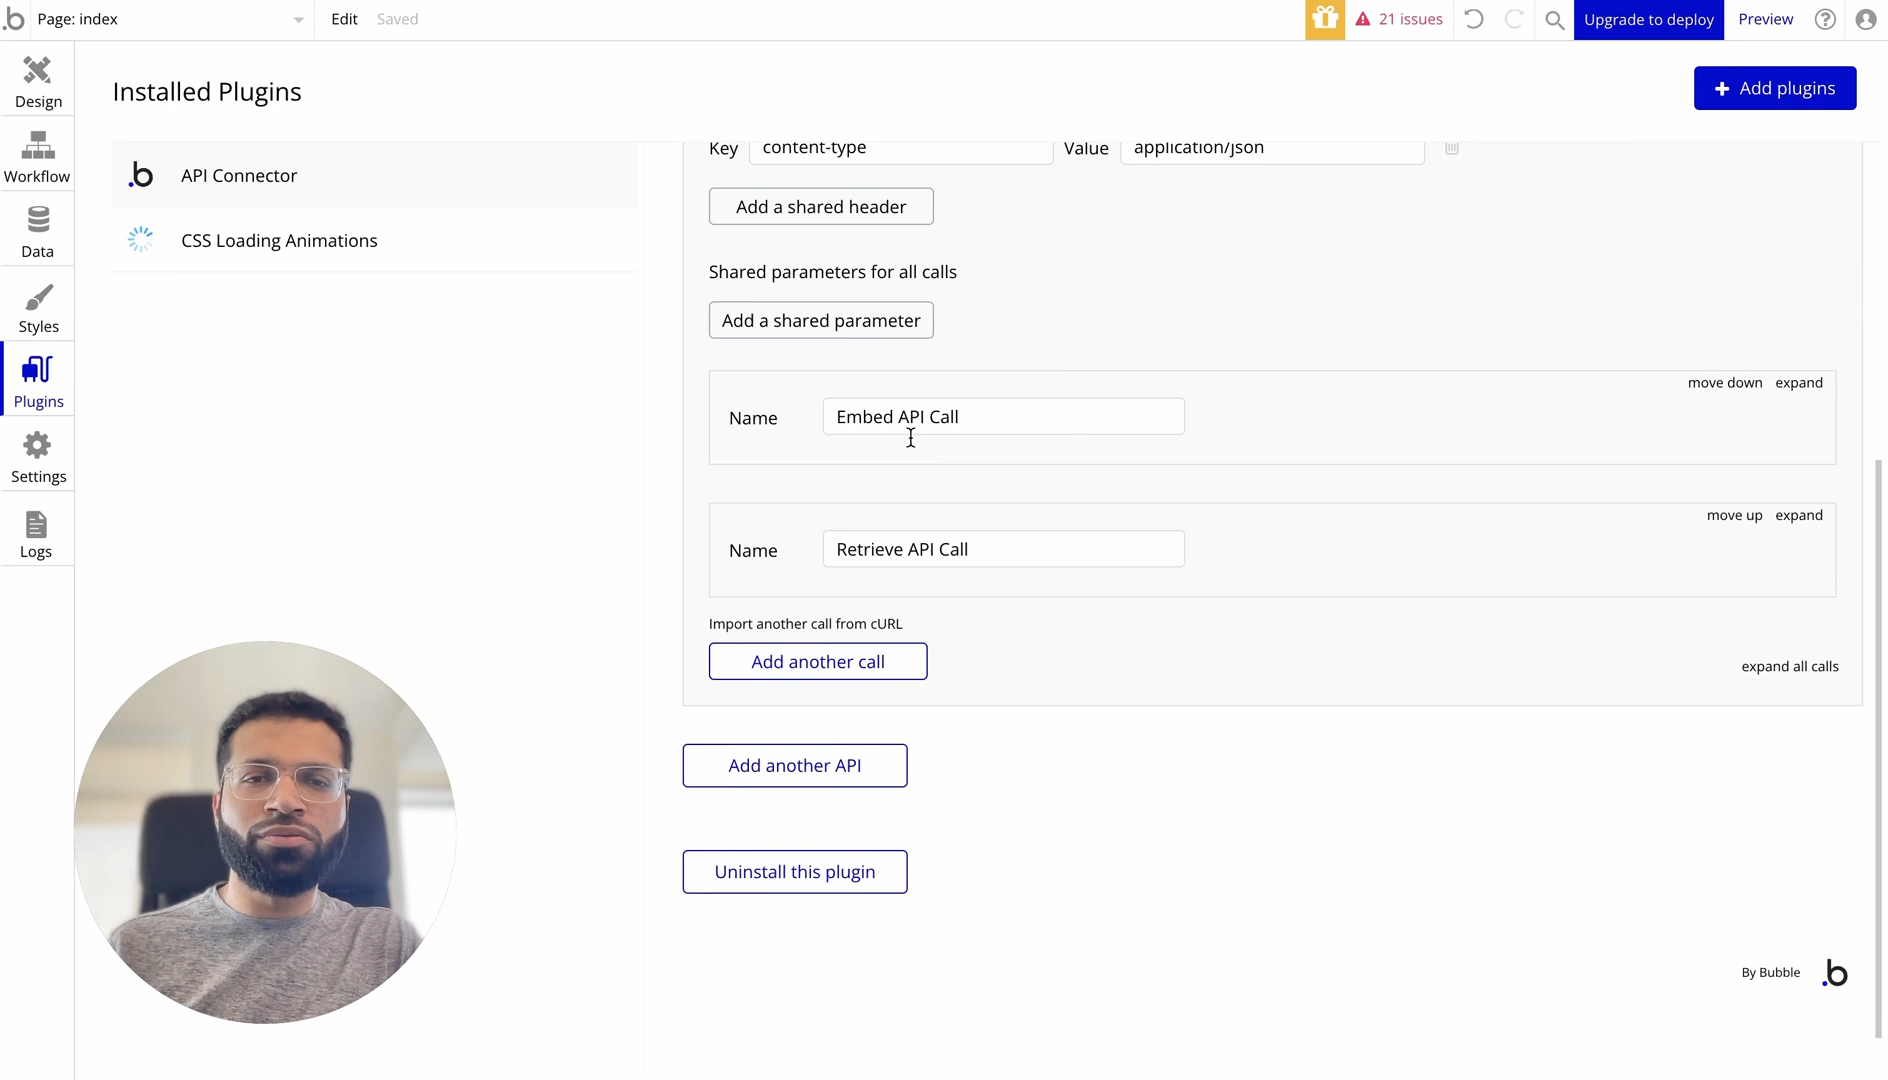 Page: index
Edit
Saved
21 issues
Upgrade to deploy
Preview
?
Design
Workflow
Data
Styles
Plugins
Settings
Logs
Installed Plugins
+ Add plugins
b API Connector
CSS Loading Animations
Key content-type Value application/json
Add a shared header
Shared parameters for all calls
Add a shared parameter
move down expand
Name Embed API Call
move up expand
Name Retrieve API Call
Import another call from cURL
Add another call
expand all calls
Add another API
Uninstall this plugin
By Bubble .b